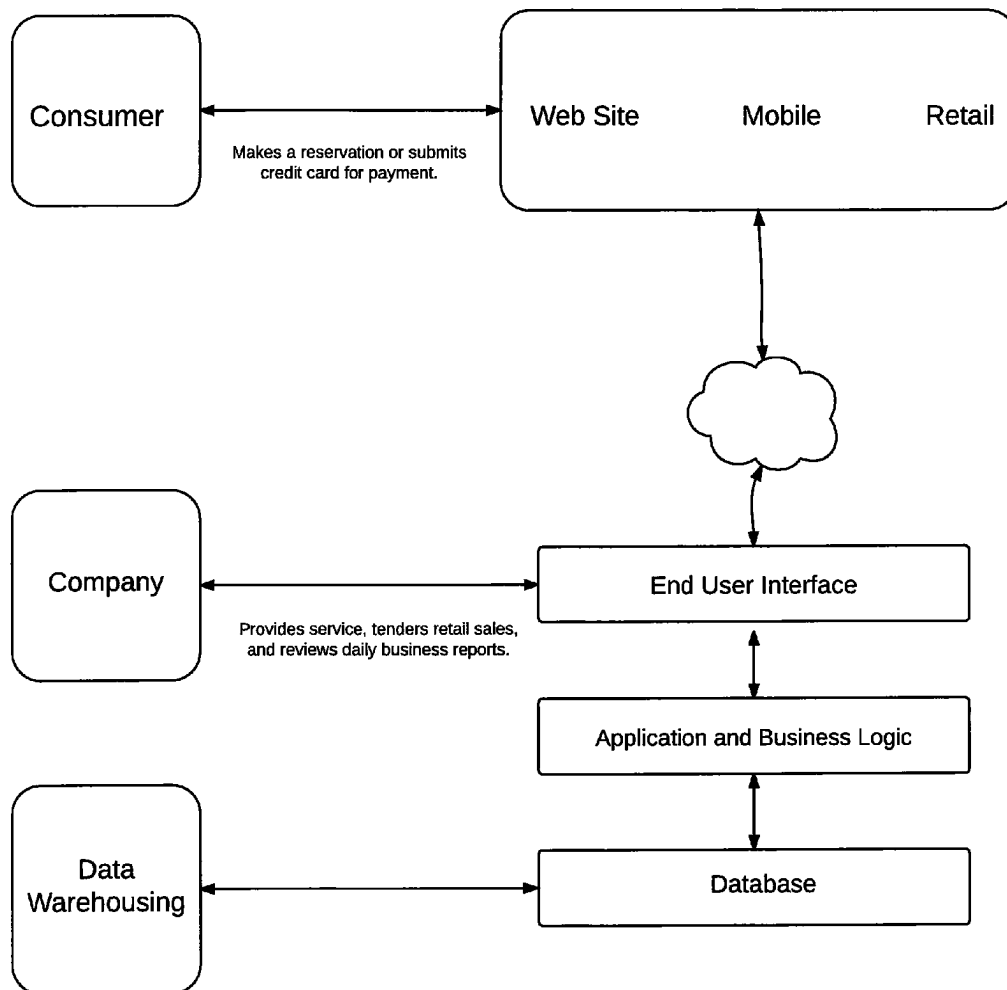 Consumer
Web Site
Mobile
Retail
Makes a reservation or submits
credit card for payment.
Company
End User Interface
Provides service, tenders retail sales,
and reviews daily business reports.
Application and Business Logic
Data
Warehousing
Database